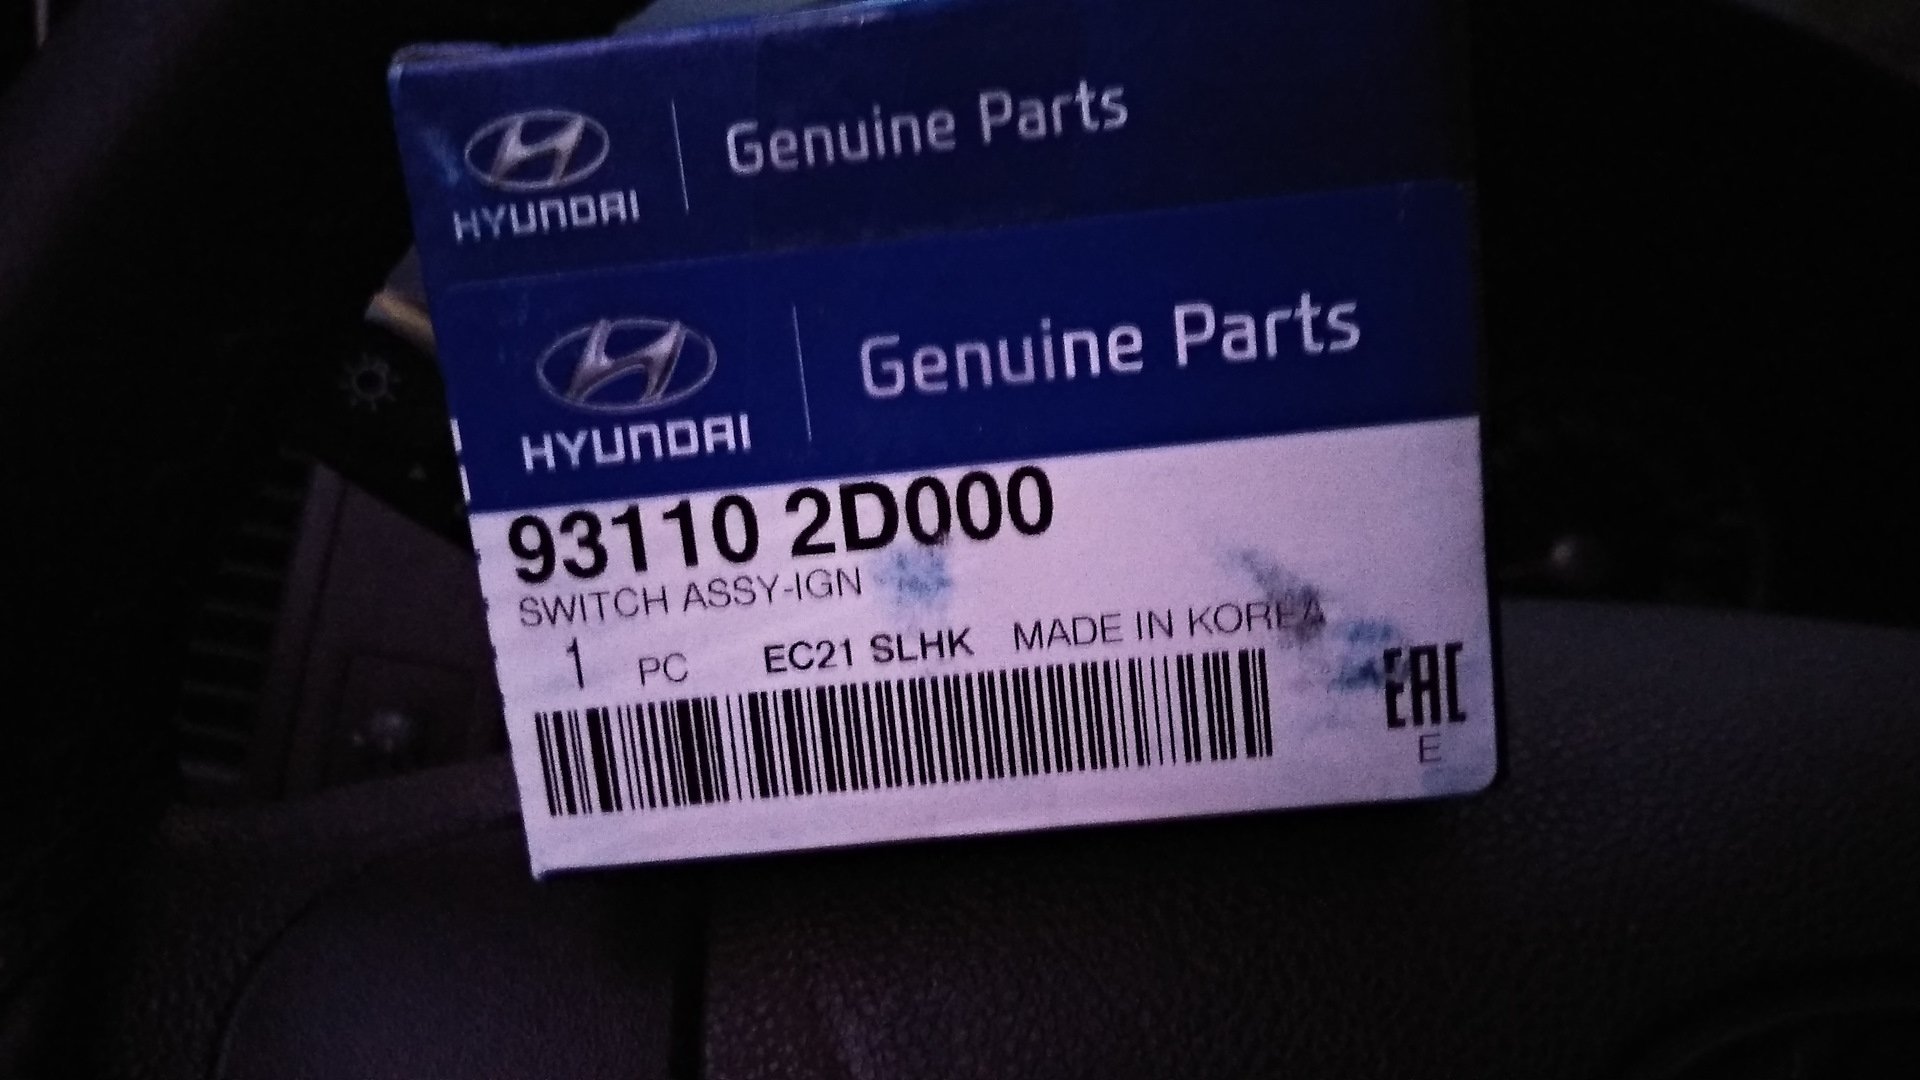 HYUNDAI
Genuine Parts
HYUNDAI
Genuine Parts
93110 2D000
SWITCH ASSY-IGN
1 PC EC21 SLHK MADE IN KOREA
EAC
E